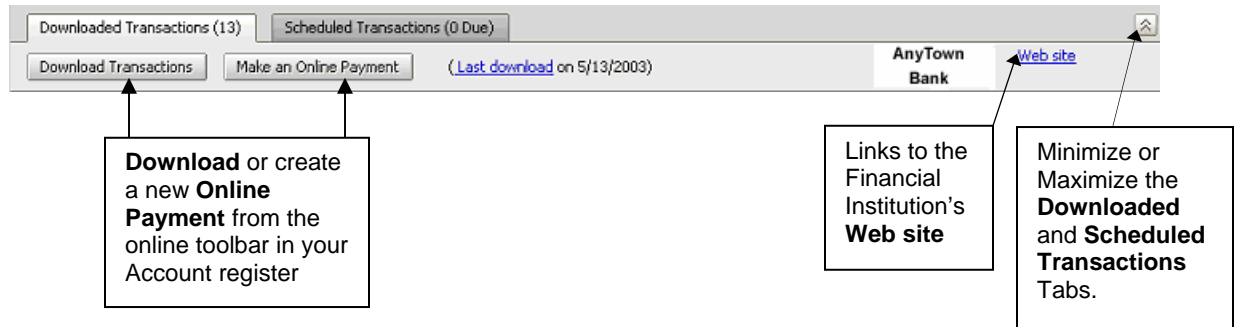 Downloaded Transactions (13)
Scheduled Transactions (0 Due)
Download Transactions
Make an Online Payment
( Last download on 5/13/2003)
AnyTown
Bank
Web site
Download or create
a new Online
Payment from the
online toolbar in your
Account register
Links to the
Financial
Institution’s
Web site
Minimize or
Maximize the
Downloaded
and Scheduled
Transactions
Tabs.